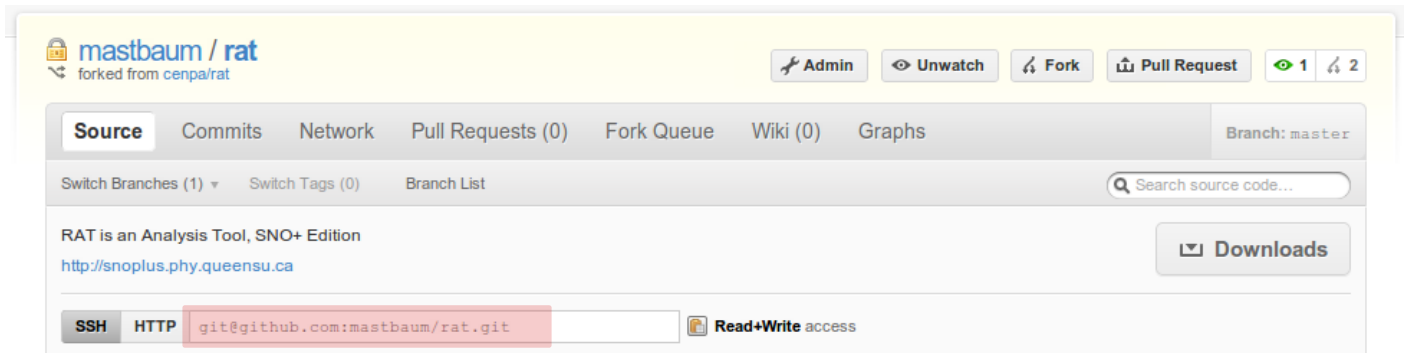 mastbaum / rat
forked from cenpa/rat
Admin Unwatch Fork Pull Request 1 2
Source Commits Network Pull Requests (0) Fork Queue Wiki (0) Graphs Branch: master
Switch Branches (1) Switch Tags (0) Branch List Search source code...
RAT is an Analysis Tool, SNO+ Edition
Downloads
http://snoplus.phy.queensu.ca
SSH HTTP git@github.com:mastbaum/rat.git Read+Write access